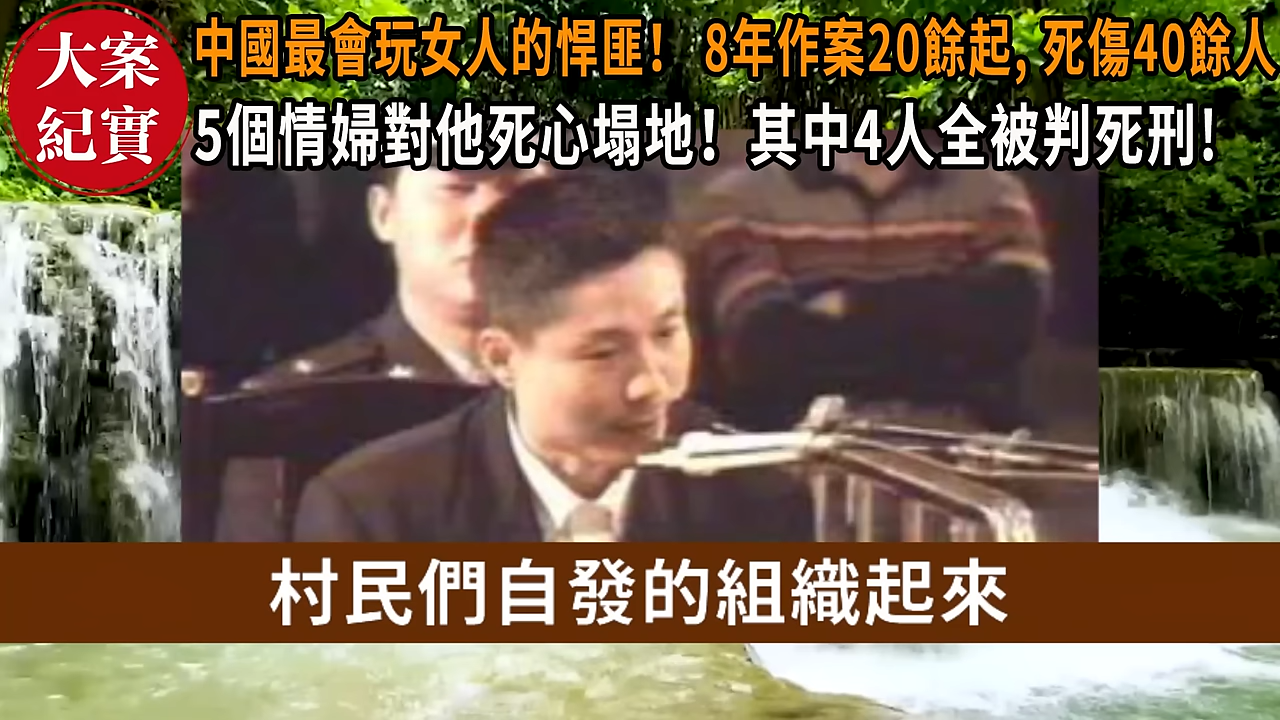 大案
紀實
中國最會玩女人的悍匪! 8年作案20餘起, 死傷40餘人
5個情婦對他死心塌地! 其中4人全被判死刑!
村民們自發的組織起來